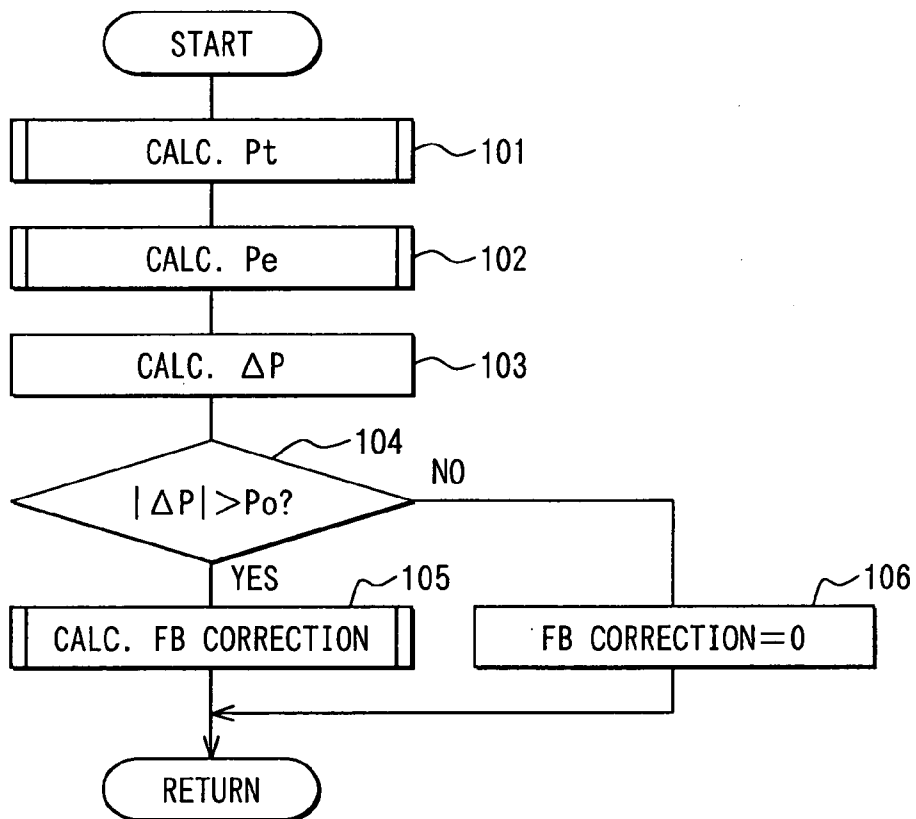 START
CALC. Pt
101
CALC. Pe
102
CALC. ΔP
103
104
|ΔP|>Po?
NO
YES
105
106
CALC. FB CORRECTION
FB CORRECTION=0
RETURN